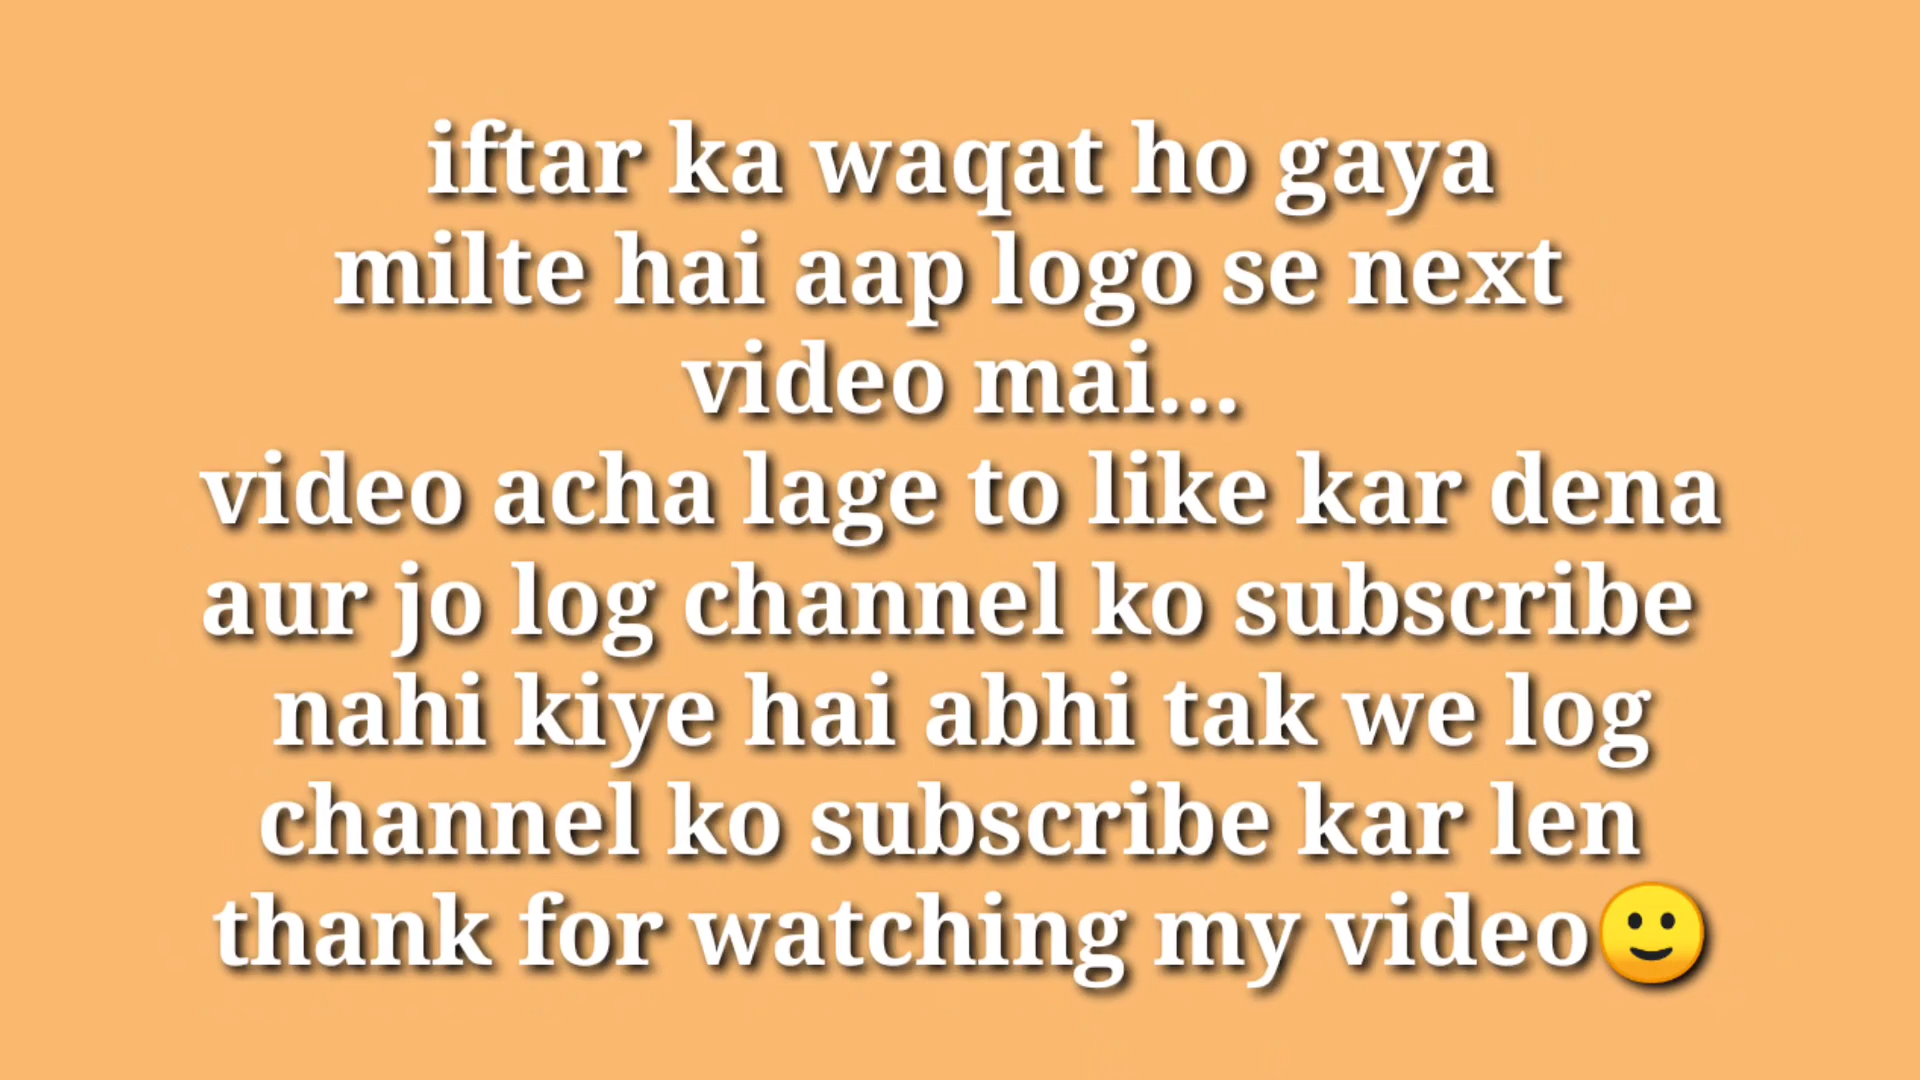 iftar ka waqat ho gaya
milte hai aap logo se next
video mai...
video acha lage to like kar dena
aur jo log channel ko subscribe
nahi kiye hai abhi tak we log
channel ko subscribe kar len
thank for watching my video🙂